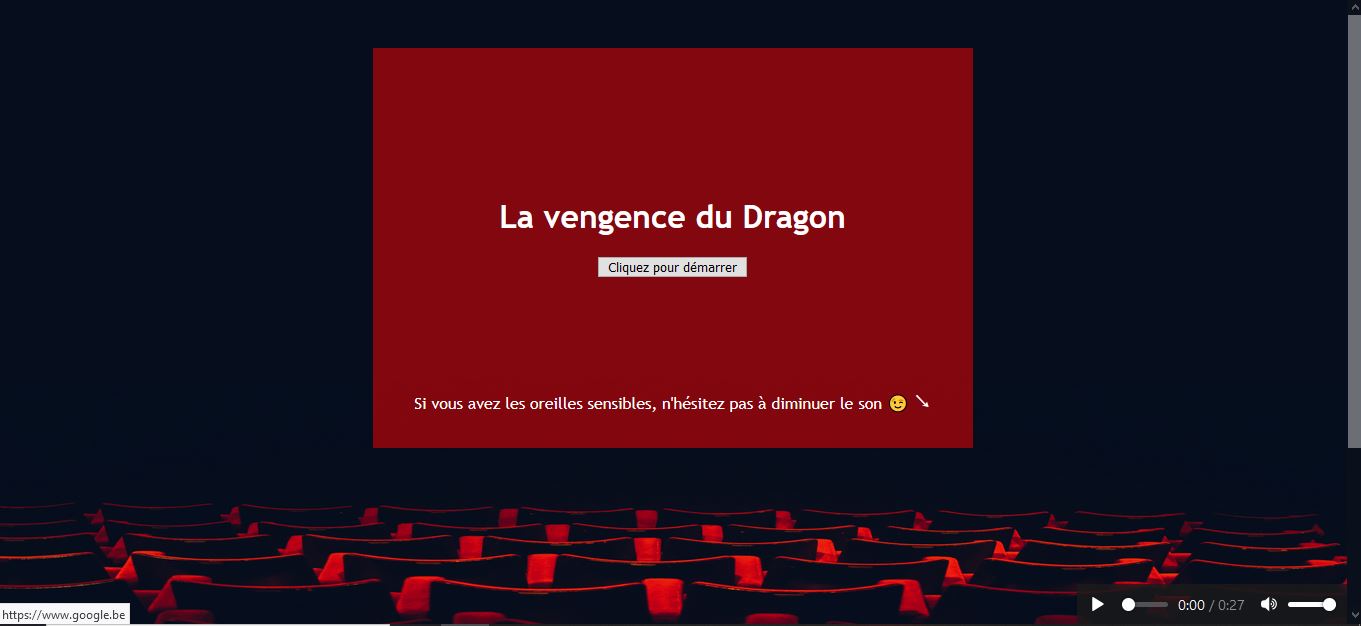 La vengence du Dragon
Cliquez pour démarrer
Si vous avez les oreilles sensibles, n'hésitez pas à diminuer le son 😉 ➘
https://www.google.be
0:00 / 0:27